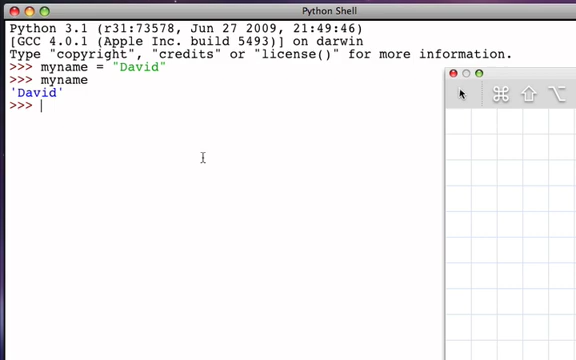 Python Shell
Python 3.1 (r31:73578, Jun 27 2009, 21:49:46)
[GCC 4.0.1 (Apple Inc. build 5493)] on darwin
Type "copyright", "credits" or "license()" for more information.
>>> myname = "David"
>>> myname
'David'
>>>